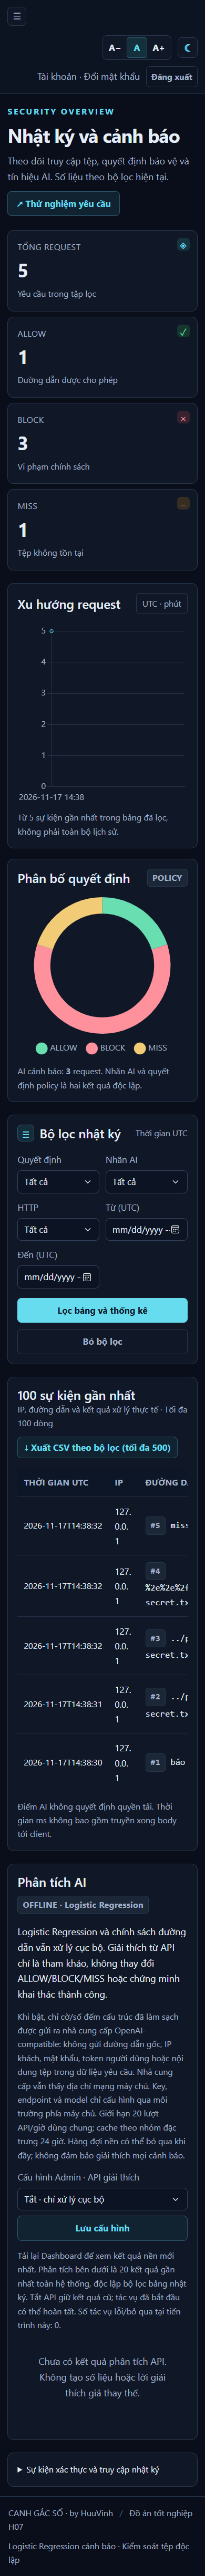 ☰
A− A A+ ☾
Tài khoản · Đổi mật khẩu Đăng xuất
SECURITY OVERVIEW
Nhật ký và cảnh báo
Theo dõi truy cập tệp, quyết định bảo vệ và
tín hiệu AI. Số liệu theo bộ lọc hiện tại.
↗ Thử nghiệm yêu cầu
TỔNG REQUEST
5
Yêu cầu trong tập lọc
ALLOW
✓
1
Đường dẫn được cho phép
BLOCK
×
3
Vi phạm chính sách
MISS
–
1
Tệp không tồn tại
Xu hướng request
UTC · phút
5
4
3
2
1
0
2026-11-17 14:38
Từ 5 sự kiện gần nhất trong bảng đã lọc,
không phải toàn bộ lịch sử.
Phân bố quyết định
POLICY
ALLOW BLOCK MISS
AI cảnh báo: 3 request. Nhãn AI và quyết
định policy là hai kết quả độc lập.
☰ Bộ lọc nhật ký Thời gian UTC
Quyết định Nhãn AI
Tất cả Tất cả
HTTP Từ (UTC)
Tất cả mm/dd/yyyy -
Đến (UTC)
mm/dd/yyyy -
Lọc bảng và thống kê
Bỏ bộ lọc
100 sự kiện gần nhất
IP, đường dẫn và kết quả xử lý thực tế · Tối đa
100 dòng
↓ Xuất CSV theo bộ lọc (tối đa 500)
THỜI GIAN UTC IP ĐƯỜNG D
127.
2026-11-17T14:38:32 0.0. #5 miss
1
127. #4
2026-11-17T14:38:32 0.0. %2e%2e%2f
1 secret.tx
127. #3 ../p
2026-11-17T14:38:32 0.0.
1 secret.tx
127. #2 ../p
2026-11-17T14:38:31 0.0.
1 secret.tx
127.
2026-11-17T14:38:30 0.0. #1 báo
1
Điểm AI không quyết định quyền tải. Thời
gian ms không bao gồm truyền xong body
tới client.
Phân tích AI
OFFLINE · Logistic Regression
Logistic Regression và chính sách đường
dẫn vẫn xử lý cục bộ. Giải thích từ API
chỉ là tham khảo, không thay đổi
ALLOW/BLOCK/MISS hoặc chứng minh
khai thác thành công.
Khi bật, chỉ cờ/số đếm cấu trúc đã làm sạch
được gửi ra nhà cung cấp OpenAI-
compatible: không gửi đường dẫn gốc, IP
khách, mật khẩu, token người dùng hoặc nội
dung tệp trong dữ liệu yêu cầu. Nhà cung
cấp vẫn thấy địa chỉ mạng máy chủ. Key,
endpoint và model chỉ cấu hình qua môi
trường phía máy chủ. Giới hạn 20 lượt
API/giờ dùng chung; cache theo nhóm đặc
trưng 24 giờ. Hàng đợi nền có thể bỏ qua khi
đầy; không đảm bảo giải thích mọi cảnh báo.
Cấu hình Admin · API giải thích
Tắt · chỉ xử lý cục bộ
Lưu cấu hình
Tải lại Dashboard để xem kết quả nền mới
nhất. Phân tích bên dưới là 20 kết quả gần
nhất toàn hệ thống, độc lập bộ lọc bảng nhật
ký. Tắt API giữ kết quả cũ; tác vụ đã bắt đầu
có thể hoàn tất. Số tác vụ lỗi/bỏ qua tại tiến
trình này: 0.
Chưa có kết quả phân tích API.
Không tạo số liệu hoặc lời giải
thích giả thay thế.
▶ Sự kiện xác thực và truy cập nhật ký
CANH GÁC SỐ · by HuuVinh / Đồ án tốt nghiệp
H07
Logistic Regression cảnh báo · Kiểm soát tệp độc
lập